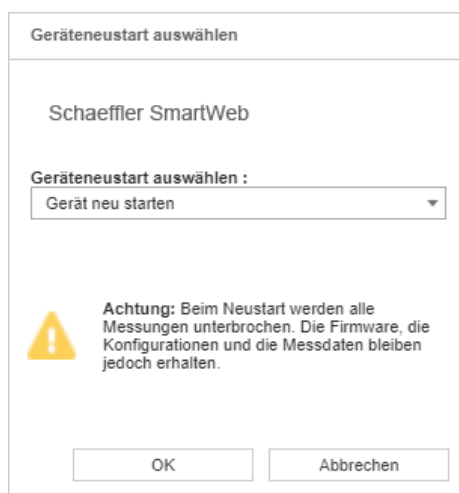 Geräteneustart auswählen
Schaeffler SmartWeb
Geräteneustart auswählen :
Gerät neu starten
Achtung: Beim Neustart werden alle
Messungen unterbrochen. Die Firmware, die
Konfigurationen und die Messdaten bleiben
jedoch erhalten.
OK
Abbrechen